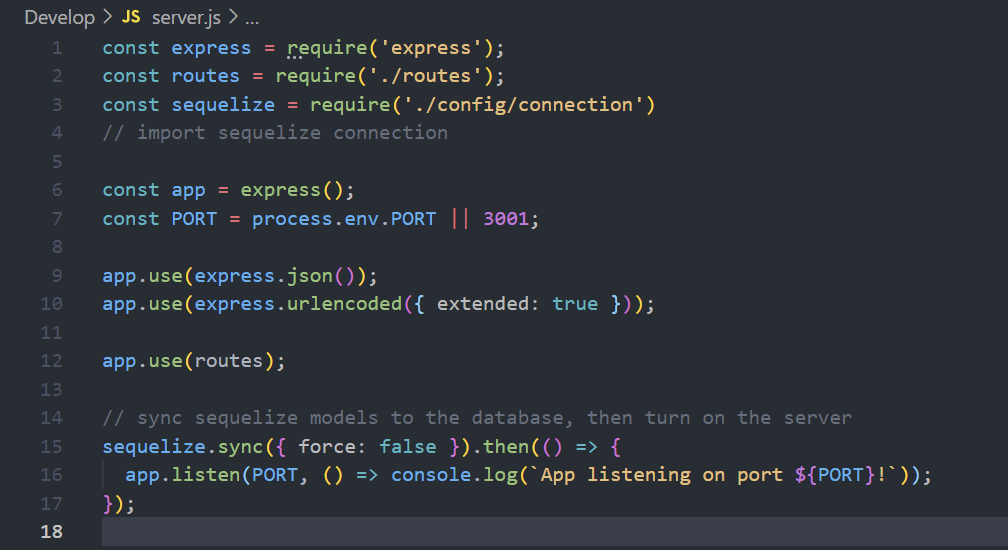 Develop > JS server.js > ...
1 const express = require('express');
2 const routes = require('./routes');
3 const sequelize = require('./config/connection')
4 // import sequelize connection
5
6 const app = express();
7 const PORT = process.env.PORT || 3001;
8
9 app.use(express.json());
10 app.use(express.urlencoded({ extended: true }));
11
12 app.use(routes);
13
14 // sync sequelize models to the database, then turn on the server
15 sequelize.sync({ force: false }).then(() => {
16   app.listen(PORT, () => console.log(`App listening on port ${PORT}!`));
17 });
18